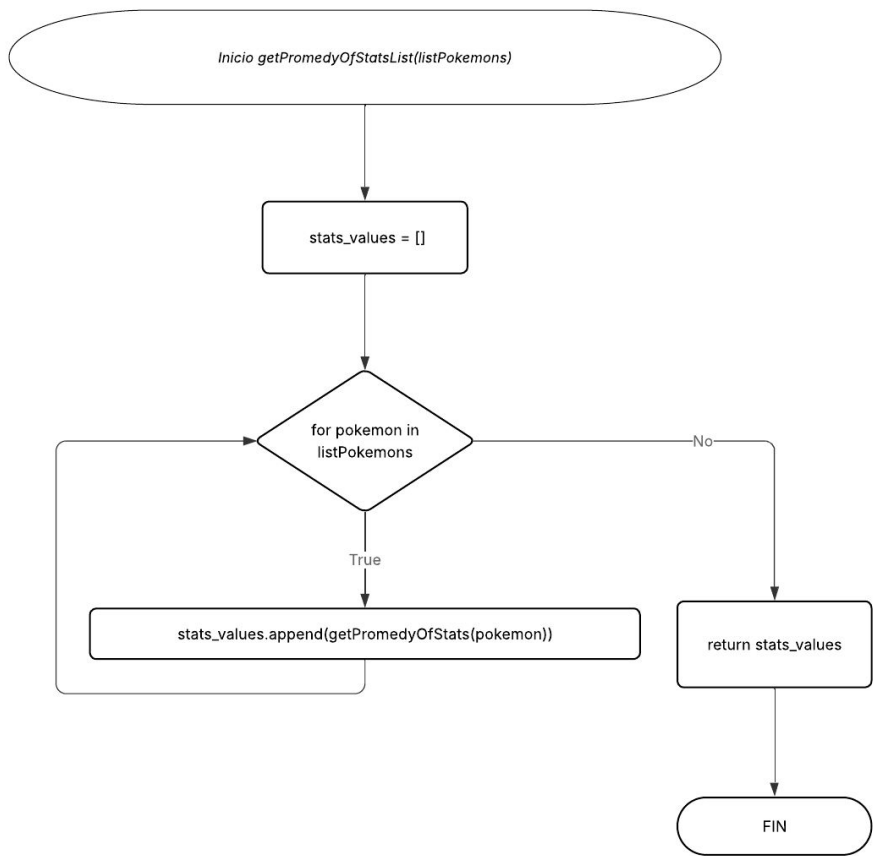 Inicio getPromedyOfStatsList(listPokemons)
stats_values = []
for pokemon in
listPokemons
No
True
stats_values.append(getPromedyOfStats(pokemon))
return stats_values
FIN